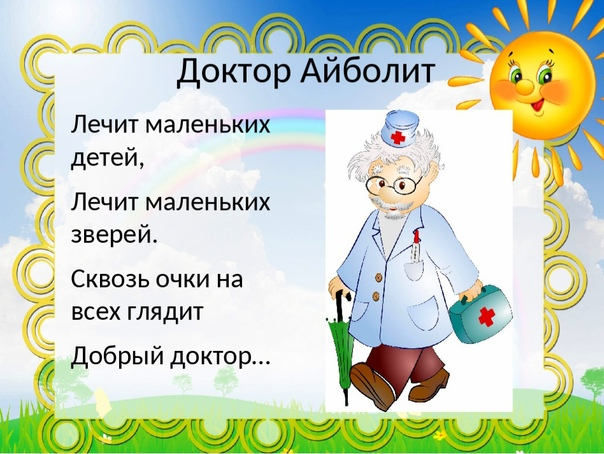 Доктор Айболит
Лечит маленьких
детей,
Лечит маленьких
зверей.
Сквозь очки на
всех глядит
Добрый доктор...